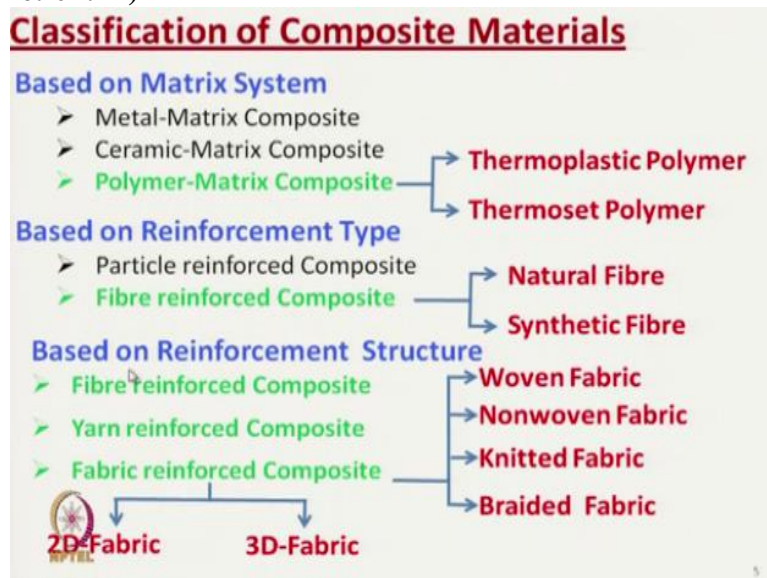 Classification of Composite Materials
Based on Matrix System
➢ Metal-Matrix Composite
➢ Ceramic-Matrix Composite
➢ Polymer-Matrix Composite
Thermoplastic Polymer
Thermoset Polymer
Based on Reinforcement Type
➢ Particle reinforced Composite
➢ Fibre reinforced Composite
Natural Fibre
Synthetic Fibre
Based on Reinforcement Structure
➢ Fibre reinforced Composite
➢ Yarn reinforced Composite
➢ Fabric reinforced Composite
Woven Fabric
Nonwoven Fabric
Knitted Fabric
Braided Fabric
2D-Fabric
3D-Fabric
NPTEL
5